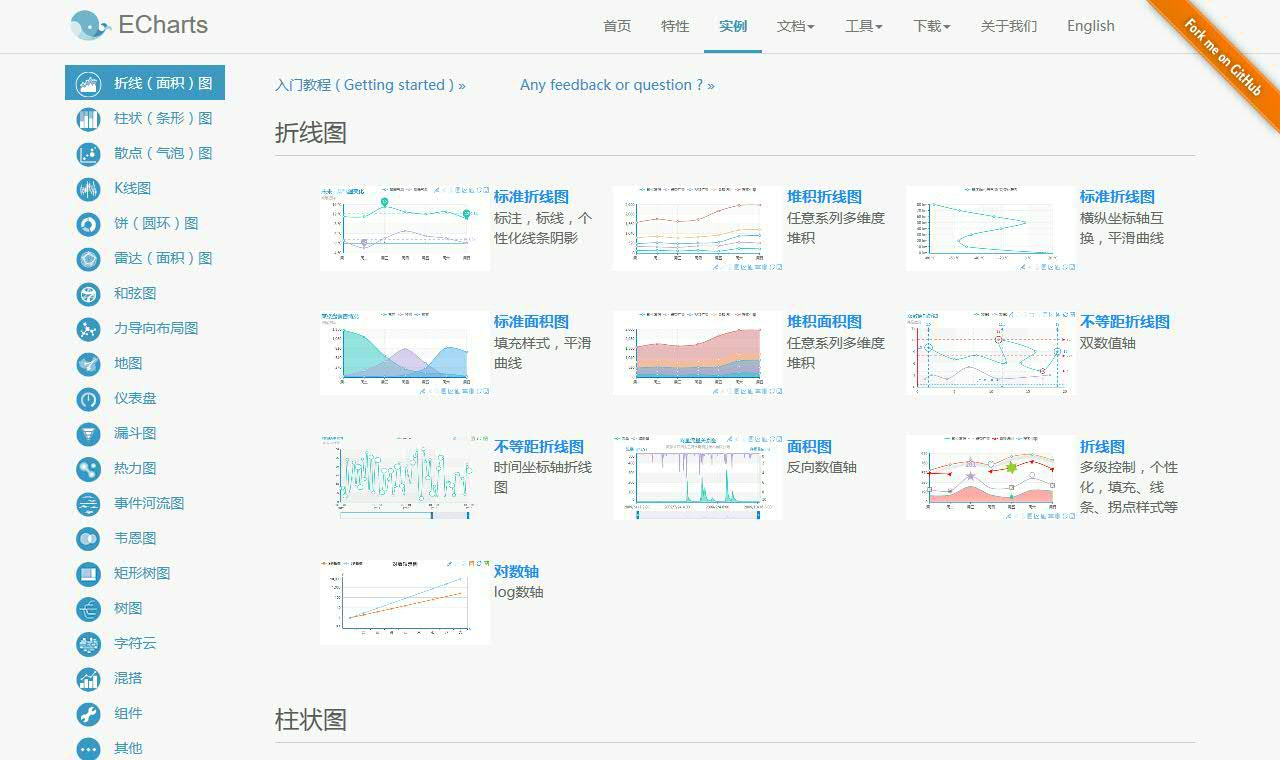 ECharts
首页 特性 实例 文档 工具 下载 关于我们 English
Fork me on GitHub
折线（面积）图
柱状（条形）图
散点（气泡）图
K线图
饼（圆环）图
雷达（面积）图
和弦图
力导向布局图
地图
仪表盘
漏斗图
热力图
事件河流图
韦恩图
矩形树图
树图
字符云
混搭
组件
其他
入门教程 ( Getting started ) » Any feedback or question ? »
折线图
标准折线图
标注，标线，个
性化线条阴影
堆积折线图
任意系列多维度
堆积
标准折线图
横纵坐标轴互
换，平滑曲线
标准面积图
填充样式，平滑
曲线
堆积面积图
任意系列多维度
堆积
不等距折线图
双数值轴
不等距折线图
时间坐标轴折线
图
面积图
反向数值轴
折线图
多级控制，个性
化，填充、线
条、拐点样式等
对数轴
log数轴
柱状图